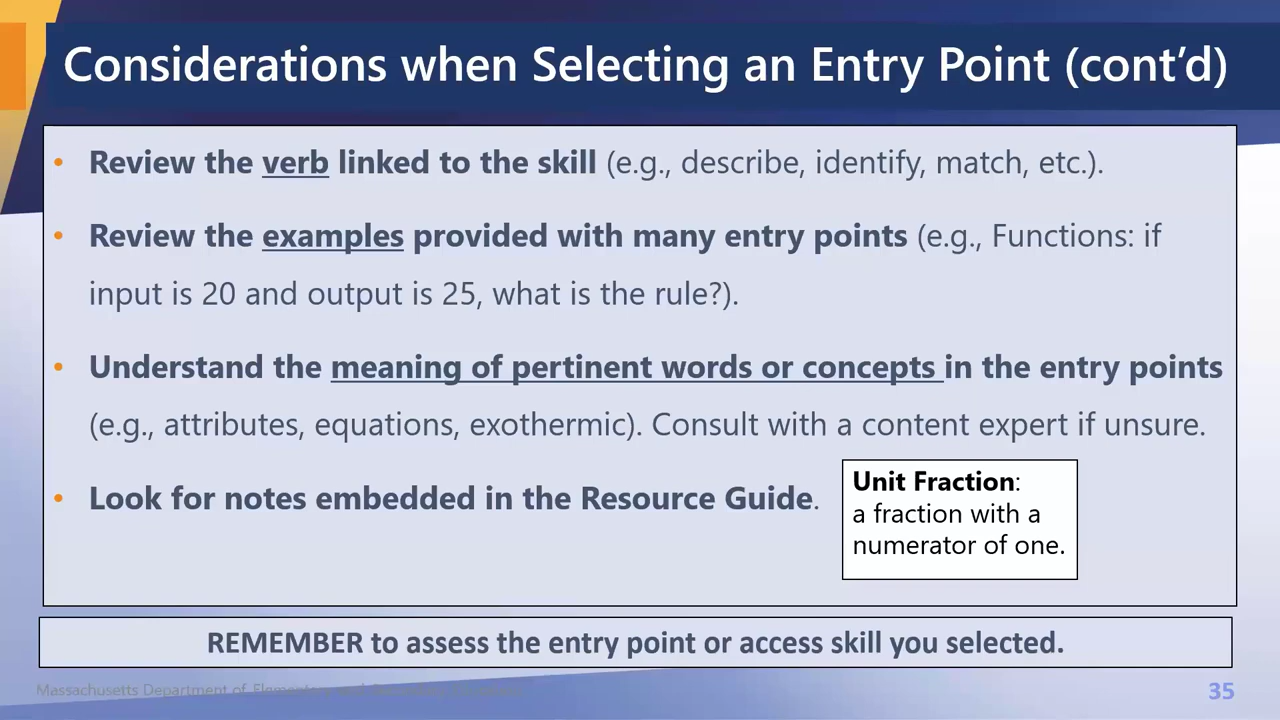 Considerations when Selecting an Entry Point (cont’d)
• Review the verb linked to the skill (e.g., describe, identify, match, etc.).
• Review the examples provided with many entry points (e.g., Functions: if
input is 20 and output is 25, what is the rule?).
• Understand the meaning of pertinent words or concepts in the entry points
(e.g., attributes, equations, exothermic). Consult with a content expert if unsure.
• Look for notes embedded in the Resource Guide.
Unit Fraction:
a fraction with a
numerator of one.
REMEMBER to assess the entry point or access skill you selected.
Massachusetts Department of Elementary and
35